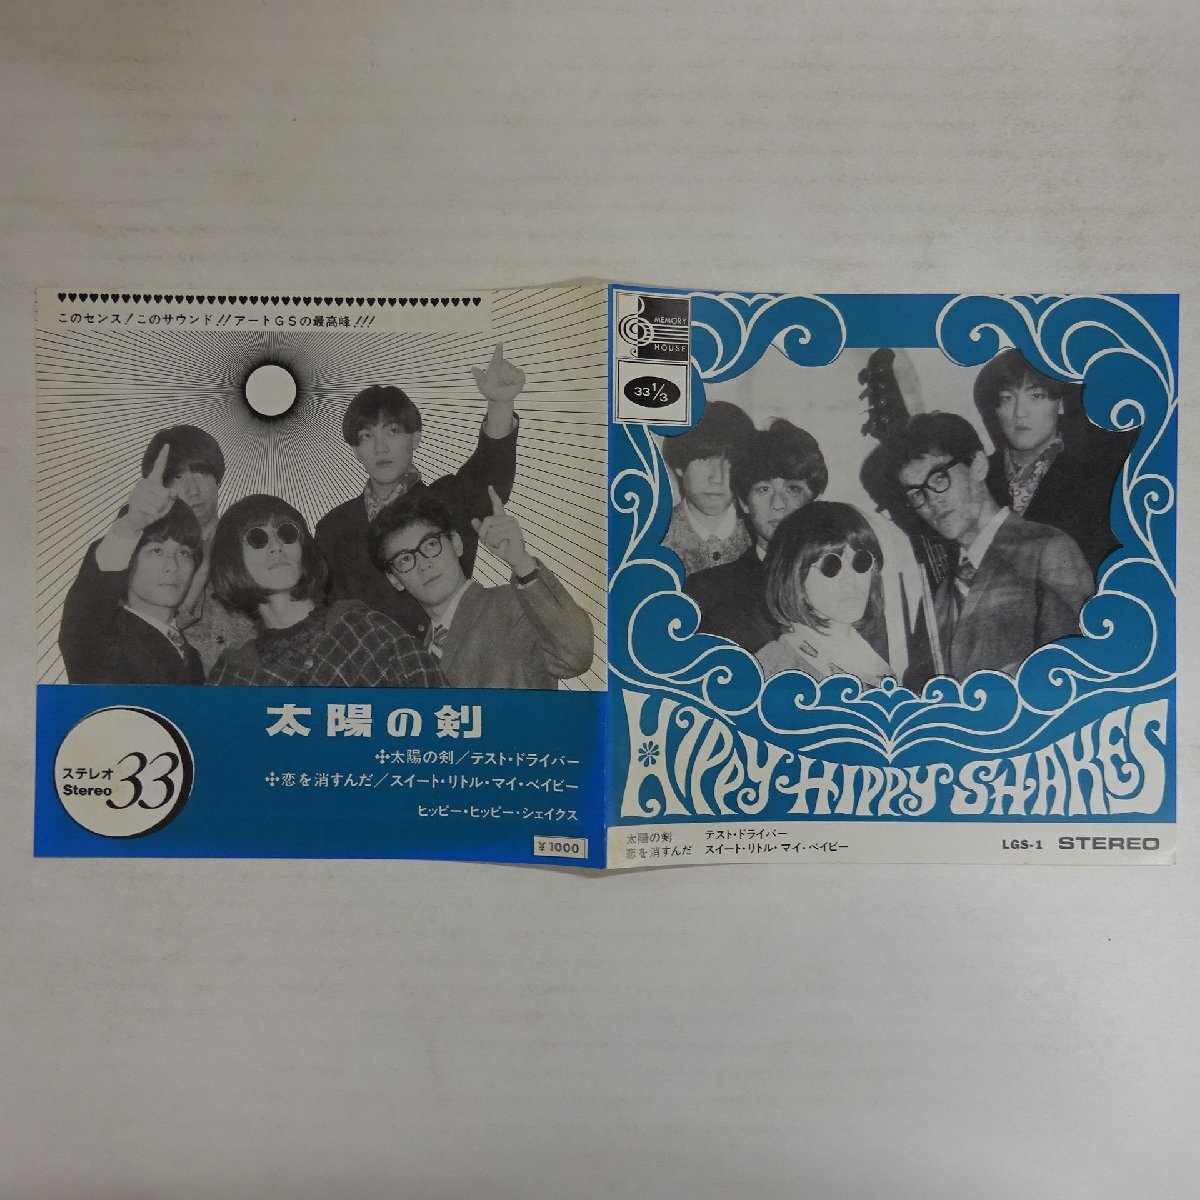 このセンス!このサウンド!!アートGSの最高峰!!!
太陽の剣
太陽の剣/テスト・ドライバー
恋を消すんだ/スイート・リトル・マイ・ベイビー
ヒッピー・ヒッピー・シェイクス
ステレオ
Stereo 33
¥1000
MEMORY
HOUSE
33 1/3
HIPPY HIPPY SHAKES
太陽の剣 テスト・ドライバー
恋を消すんだ スイート・リトル・マイ・ベイビー
LGS-1 STEREO